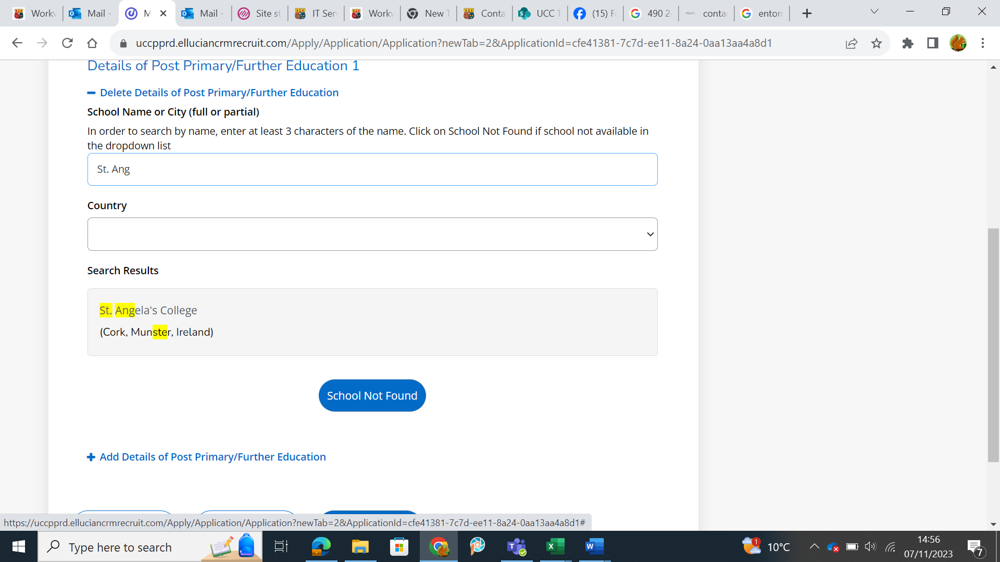 Workv
Mail -
M
Mail -
Site st
IT Ser
Workv
New T
Conta
UCC T
(15) Fa
490 2
conta
entom
uccpprd.elluciancrmrecruit.com/Apply/Application/Application?newTab=2&ApplicationId=cfe41381-7c7d-ee11-8a24-0aa13aa4a8d1
Details of Post Primary/Further Education 1
Delete Details of Post Primary/Further Education
School Name or City (full or partial)
In order to search by name, enter at least 3 characters of the name. Click on School Not Found if school not available in
the dropdown list
St. Ang
Country
Search Results
St. Angela's College
(Cork, Munster, Ireland)
School Not Found
Add Details of Post Primary/Further Education
https://uccpprd.elluciancrmrecruit.com/Apply/Application/Application?newTab=2&ApplicationId=cfe41381-7c7d-ee11-8a24-0aa13aa4a8d1#
Type here to search
1
10°C
14:56
07/11/2023
7